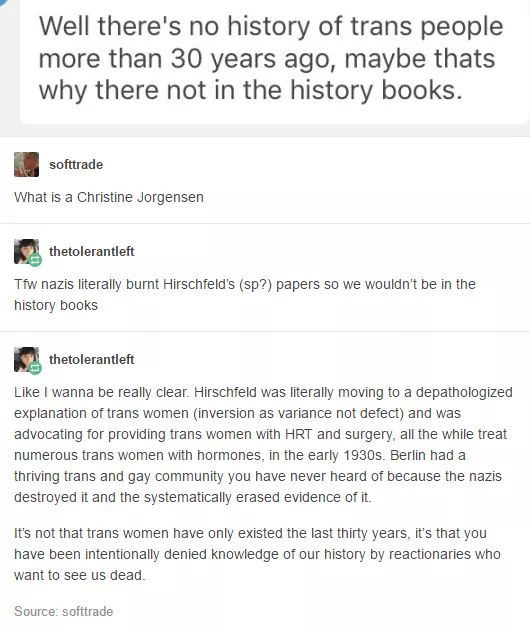 Well there's no history of trans people
more than 30 years ago, maybe thats
why there not in the history books.
softtrade
What is a Christine Jorgensen
thetolerantleft
Tfw nazis literally burnt Hirschfeld's (sp?) papers so we wouldn't be in the
history books
thetolerantleft
Like I wanna be really clear. Hirschfeld was literally moving to a depathologized
explanation of trans women (inversion as variance not defect) and was
advocating for providing trans women with HRT and surgery, all the while treat
numerous trans women with hormones, in the early 1930s. Berlin had a
thriving trans and gay community you have never heard of because the nazis
destroyed it and the systematically erased evidence of it.
It's not that trans women have only existed the last thirty years, it's that you
have been intentionally denied knowledge of our history by reactionaries who
want to see us dead.
Source: softtrade